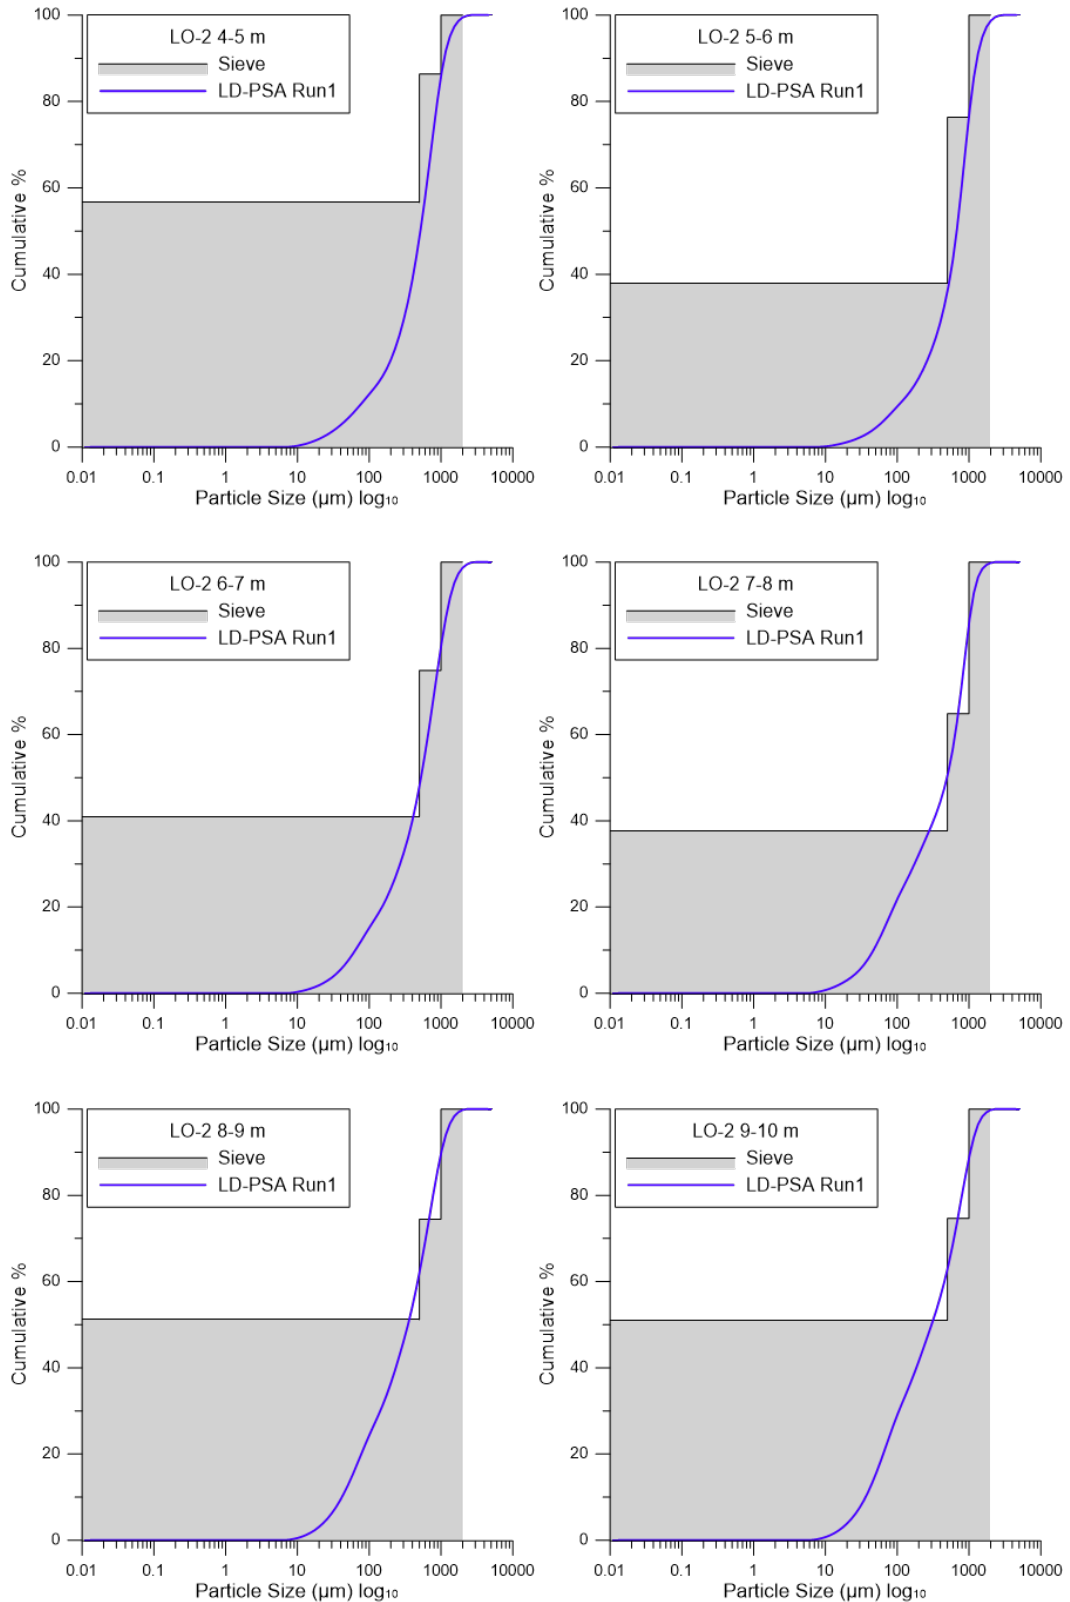 LO-2 4-5 m
Sieve
LD-PSA Run1
100
80
60
40
20
0
Cumulative %
0.01 0.1 1 10 100 1000 10000
Particle Size (µm) log₁₀
LO-2 5-6 m
Sieve
LD-PSA Run1
100
80
60
40
20
0
Cumulative %
0.01 0.1 1 10 100 1000 10000
Particle Size (µm) log₁₀
LO-2 6-7 m
Sieve
LD-PSA Run1
100
80
60
40
20
0
Cumulative %
0.01 0.1 1 10 100 1000 10000
Particle Size (µm) log₁₀
LO-2 7-8 m
Sieve
LD-PSA Run1
100
80
60
40
20
0
Cumulative %
0.01 0.1 1 10 100 1000 10000
Particle Size (µm) log₁₀
LO-2 8-9 m
Sieve
LD-PSA Run1
100
80
60
40
20
0
Cumulative %
0.01 0.1 1 10 100 1000 10000
Particle Size (µm) log₁₀
LO-2 9-10 m
Sieve
LD-PSA Run1
100
80
60
40
20
0
Cumulative %
0.01 0.1 1 10 100 1000 10000
Particle Size (µm) log₁₀